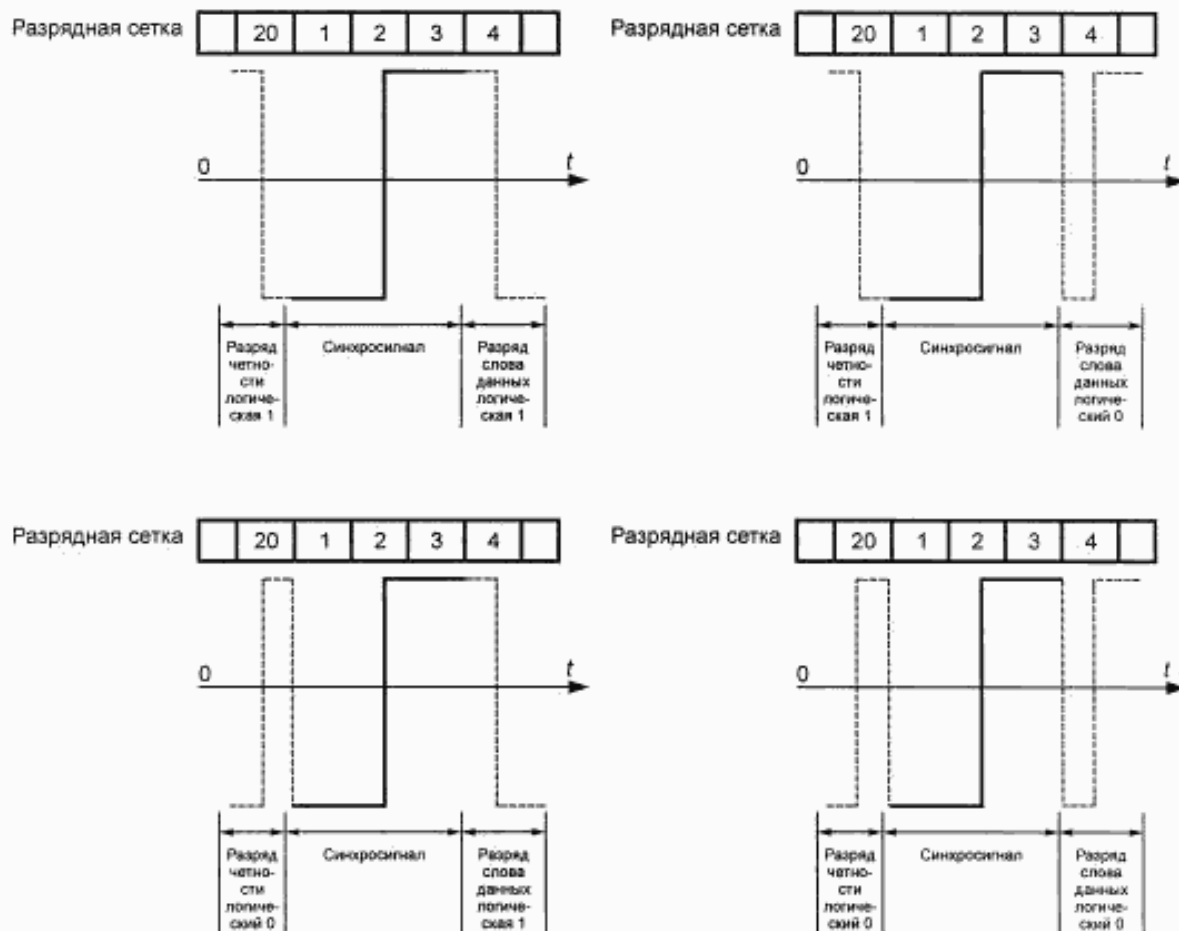 Разрядная сетка 20 1 2 3 4
0 t
Разряд
четно-
сти
логиче-
ская 1
Синхросигнал
Разряд
слова
данных
логиче-
ская 1
Разрядная сетка 20 1 2 3 4
0 t
Разряд
четно-
сти
логиче-
ская 1
Синхросигнал
Разряд
слова
данных
логиче-
ский 0
Разрядная сетка 20 1 2 3 4
0 t
Разряд
четно-
сти
логиче-
ский 0
Синхросигнал
Разряд
слова
данных
логиче-
ская 1
Разрядная сетка 20 1 2 3 4
0 t
Разряд
четно-
сти
логиче-
ский 0
Синхросигнал
Разряд
слова
данных
логиче-
ский 0